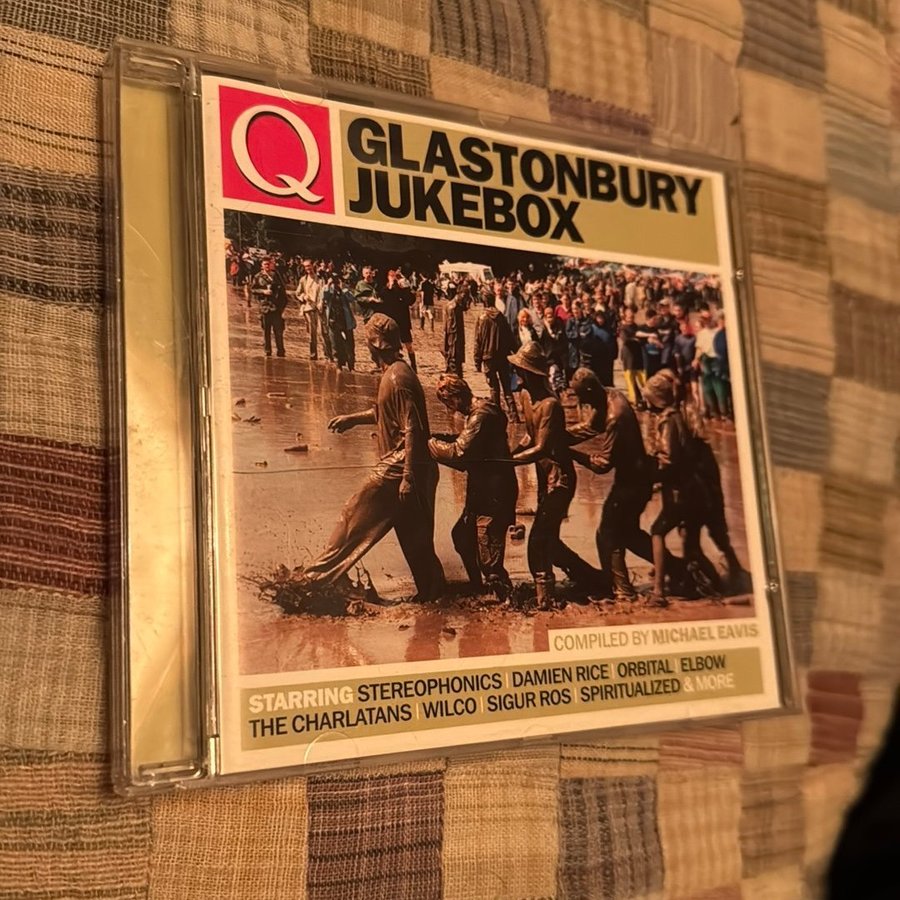 Q
GLASTONBURY
JUKEBOX
COMPILED BY MICHAEL EAVIS
STARRING STEREOPHONICS | DAMIEN RICE | ORBITAL | ELBOW
THE CHARLATANS | WILCO | SIGUR ROS | SPIRITUALIZED & MORE